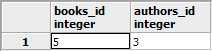 books_id authors_id
integer integer
1 5 3